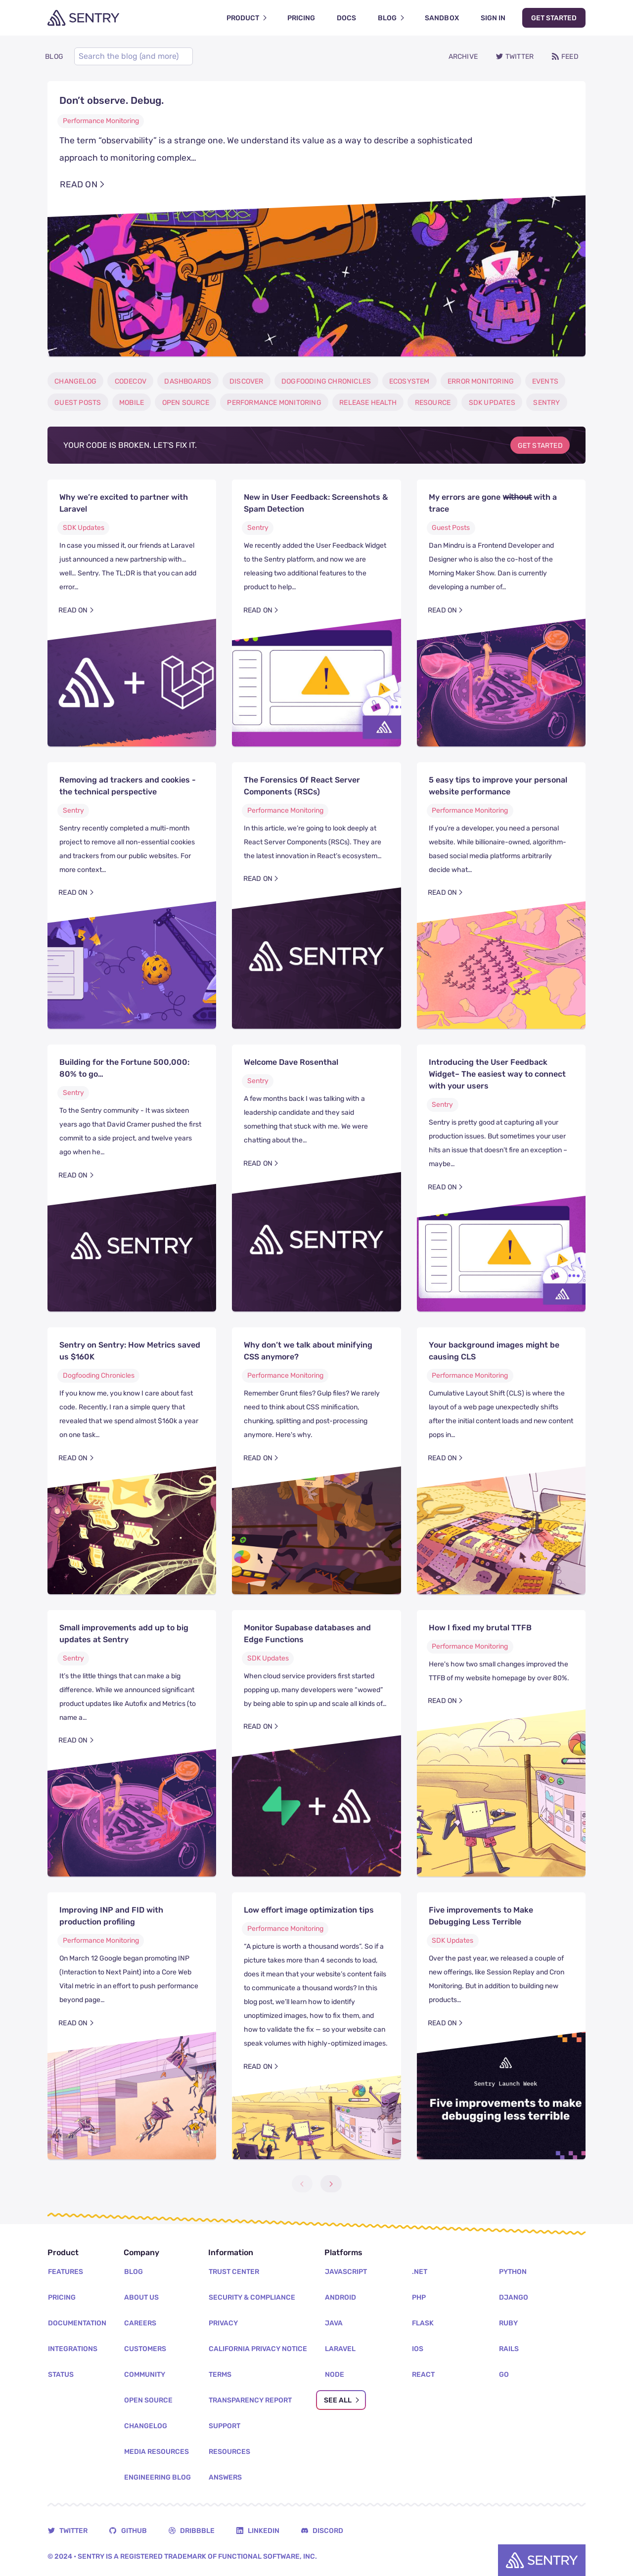 SENTRY
PRODUCT
PRICING
DOCS
BLOG
SANDBOX
SIGN IN
GET STARTED
BLOG
Search the blog (and more)
ARCHIVE
TWITTER
FEED
Don’t observe. Debug.
Performance Monitoring
The term “observability” is a strange one. We understand its value as a way to describe a sophisticated
approach to monitoring complex…
READ ON
CHANGELOG
CODECOV
DASHBOARDS
DISCOVER
DOGFOODING CHRONICLES
ECOSYSTEM
ERROR MONITORING
EVENTS
GUEST POSTS
MOBILE
OPEN SOURCE
PERFORMANCE MONITORING
RELEASE HEALTH
RESOURCE
SDK UPDATES
SENTRY
YOUR CODE IS BROKEN. LET’S FIX IT.
GET STARTED
Why we’re excited to partner with
Laravel
SDK Updates
In case you missed it, our friends at Laravel
just announced a new partnership with…
well… Sentry. The TL;DR is that you can add
error…
READ ON
New in User Feedback: Screenshots &
Spam Detection
Sentry
We recently added the User Feedback Widget
to the Sentry platform, and now we are
releasing two additional features to the
product to help…
READ ON
My errors are gone without with a
trace
Guest Posts
Dan Mindru is a Frontend Developer and
Designer who is also the co-host of the
Morning Maker Show. Dan is currently
developing a number of…
READ ON
Removing ad trackers and cookies -
the technical perspective
Sentry
Sentry recently completed a multi-month
project to remove all non-essential cookies
and trackers from our public websites. For
more context…
READ ON
The Forensics Of React Server
Components (RSCs)
Performance Monitoring
In this article, we’re going to look deeply at
React Server Components (RSCs). They are
the latest innovation in React’s ecosystem…
READ ON
SENTRY
5 easy tips to improve your personal
website performance
Performance Monitoring
If you’re a developer, you need a personal
website. While billionaire-owned, algorithm-
based social media platforms arbitrarily
decide what…
READ ON
Building for the Fortune 500,000:
80% to go…
Sentry
To the Sentry community - It was sixteen
years ago that David Cramer pushed the first
commit to a side project, and twelve years
ago when he…
READ ON
SENTRY
Welcome Dave Rosenthal
Sentry
A few months back I was talking with a
leadership candidate and they said
something that stuck with me. We were
chatting about the…
READ ON
SENTRY
Introducing the User Feedback
Widget– The easiest way to connect
with your users
Sentry
Sentry is pretty good at capturing all your
production issues. But sometimes your user
hits an issue that doesn’t fire an exception –
maybe…
READ ON
Sentry on Sentry: How Metrics saved
us $160K
Dogfooding Chronicles
If you know me, you know I care about fast
code. Recently, I ran a simple query that
revealed that we spend almost $160k a year
on one task…
READ ON
Why don’t we talk about minifying
CSS anymore?
Performance Monitoring
Remember Grunt files? Gulp files? We rarely
need to think about CSS minification,
chunking, splitting and post-processing
anymore. Here’s why.
READ ON
Your background images might be
causing CLS
Performance Monitoring
Cumulative Layout Shift (CLS) is where the
layout of a web page unexpectedly shifts
after the initial content loads and new content
pops in…
READ ON
Small improvements add up to big
updates at Sentry
Sentry
It’s the little things that can make a big
difference. While we announced significant
product updates like Autofix and Metrics (to
name a…
READ ON
Monitor Supabase databases and
Edge Functions
SDK Updates
When cloud service providers first started
popping up, many developers were “wowed”
by being able to spin up and scale all kinds of…
READ ON
How I fixed my brutal TTFB
Performance Monitoring
Here’s how two small changes improved the
TTFB of my website homepage by over 80%.
READ ON
Improving INP and FID with
production profiling
Performance Monitoring
On March 12 Google began promoting INP
(Interaction to Next Paint) into a Core Web
Vital metric in an effort to push performance
beyond page…
READ ON
Low effort image optimization tips
Performance Monitoring
“A picture is worth a thousand words”. So if a
picture takes more than 4 seconds to load,
does it mean that your website’s content fails
to communicate a thousand words? In this
blog post, we’ll learn how to identify
unoptimized images, how to fix them, and
how to validate the fix — so your website can
speak volumes with highly-optimized images.
READ ON
Five improvements to Make
Debugging Less Terrible
SDK Updates
Over the past year, we released a couple of
new offerings, like Session Replay and Cron
Monitoring. But in addition to building new
products…
READ ON
Sentry Launch Week
Five improvements to make
debugging less terrible
Product
FEATURES
PRICING
DOCUMENTATION
INTEGRATIONS
STATUS
Company
BLOG
ABOUT US
CAREERS
CUSTOMERS
COMMUNITY
OPEN SOURCE
CHANGELOG
MEDIA RESOURCES
ENGINEERING BLOG
Information
TRUST CENTER
SECURITY & COMPLIANCE
PRIVACY
CALIFORNIA PRIVACY NOTICE
TERMS
TRANSPARENCY REPORT
SUPPORT
RESOURCES
ANSWERS
Platforms
JAVASCRIPT
ANDROID
JAVA
LARAVEL
NODE
SEE ALL
.NET
PHP
FLASK
IOS
REACT
PYTHON
DJANGO
RUBY
RAILS
GO
TWITTER
GITHUB
DRIBBBLE
LINKEDIN
DISCORD
© 2024 • SENTRY IS A REGISTERED TRADEMARK OF FUNCTIONAL SOFTWARE, INC.
SENTRY